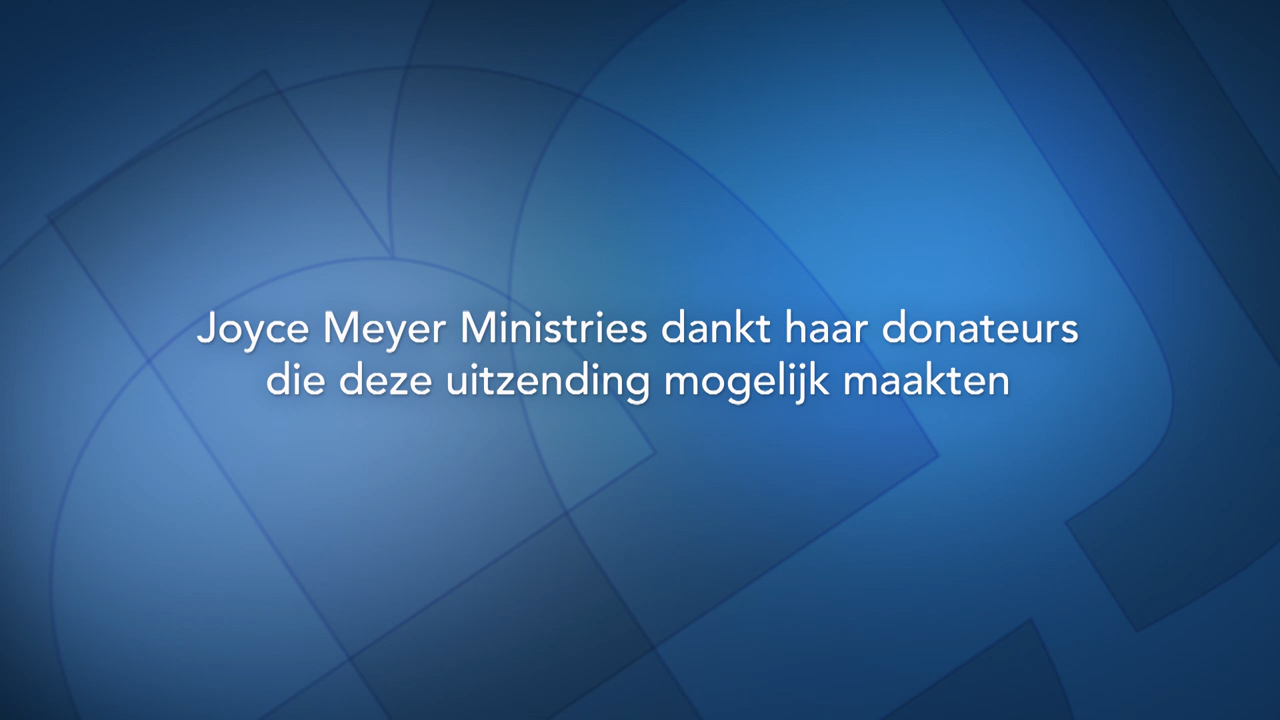 Joyce Meyer Ministries dankt haar donateurs
die deze uitzending mogelijk maakten